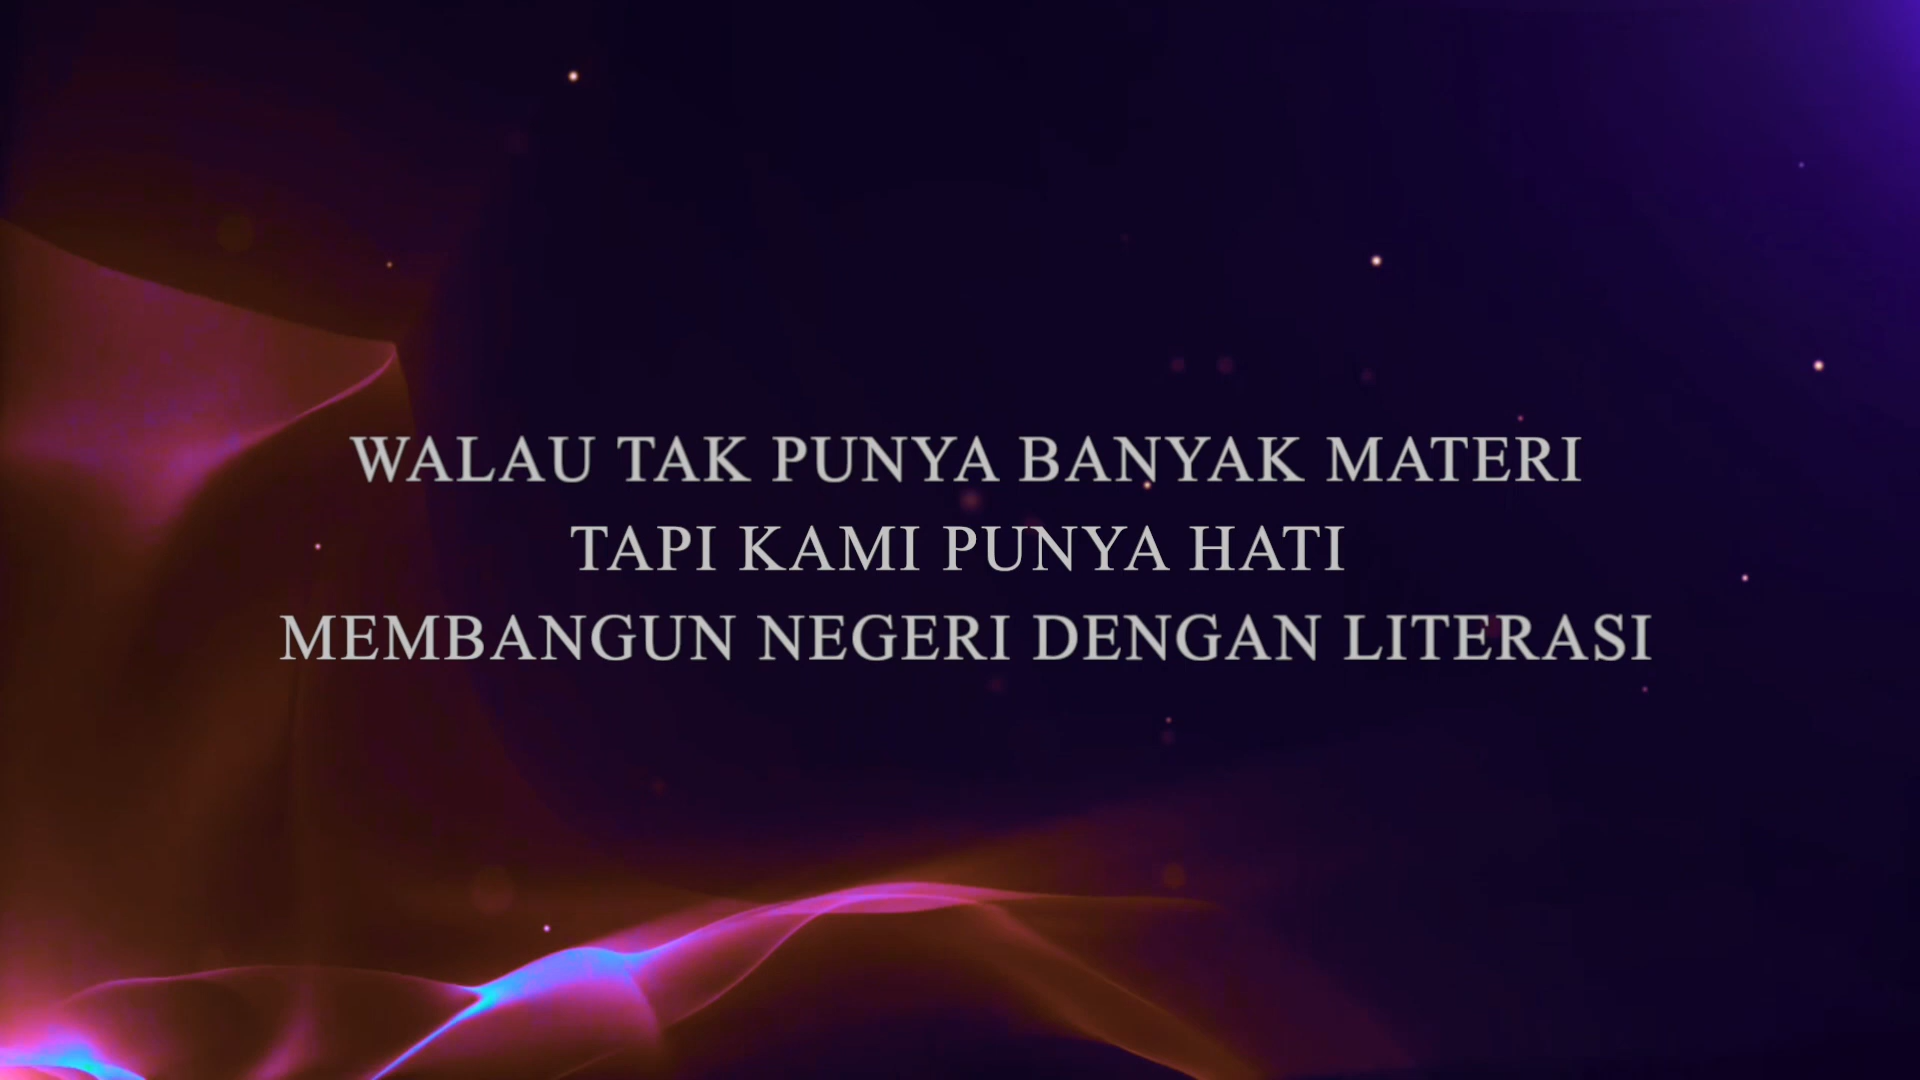 WALAU TAK PUNYA BANYAK MATERI
TAPI KAMI PUNYA HATI
MEMBANGUN NEGERI DENGAN LITERASI